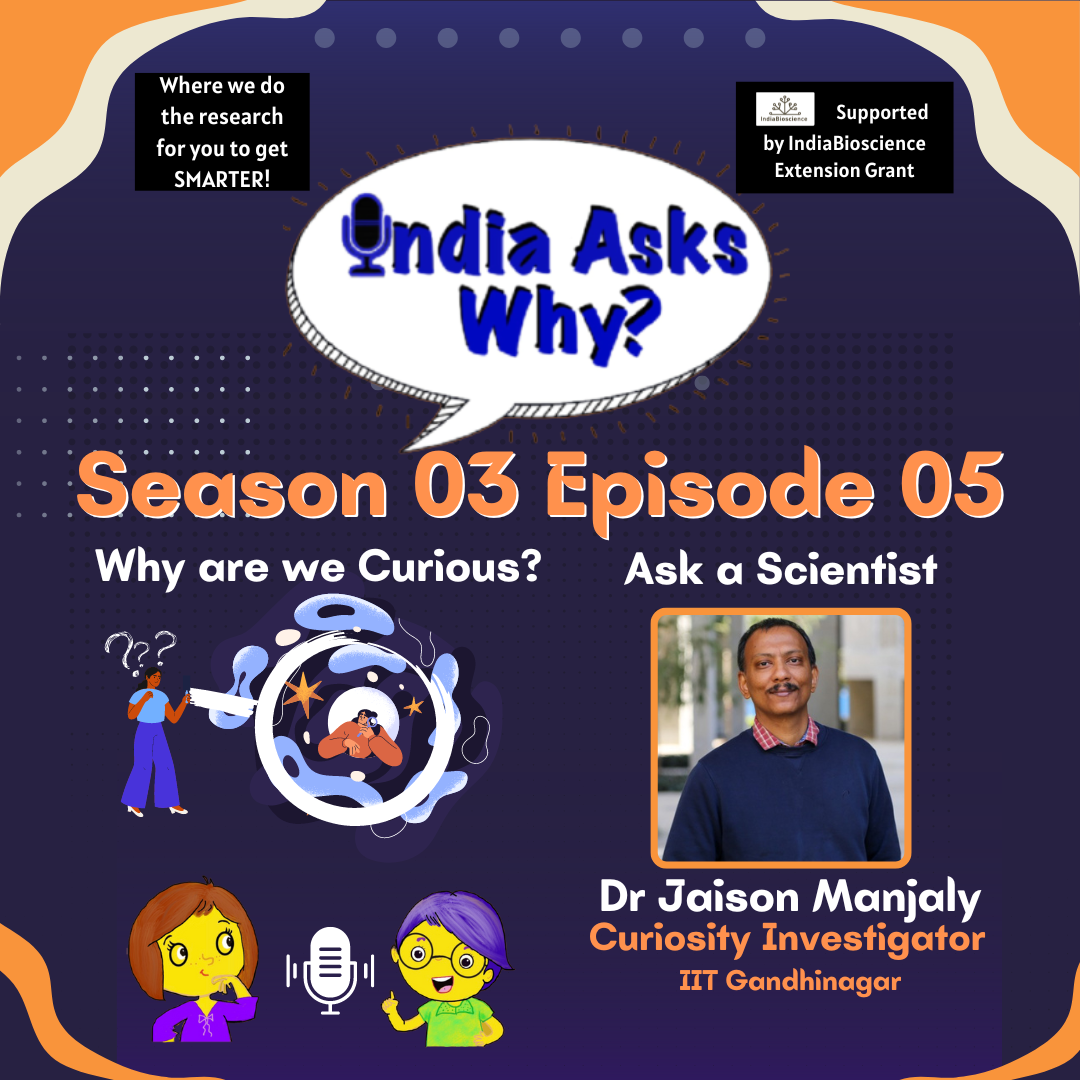 Where we do
the research
for you to get
SMARTER!
IndiaBioscience
Supported
by IndiaBioscience
Extension Grant
India Asks
Why?
Season 03 Episode 05
Why are we Curious?
Ask a Scientist
???
Dr Jaison Manjaly
Curiosity Investigator
IIT Gandhinagar